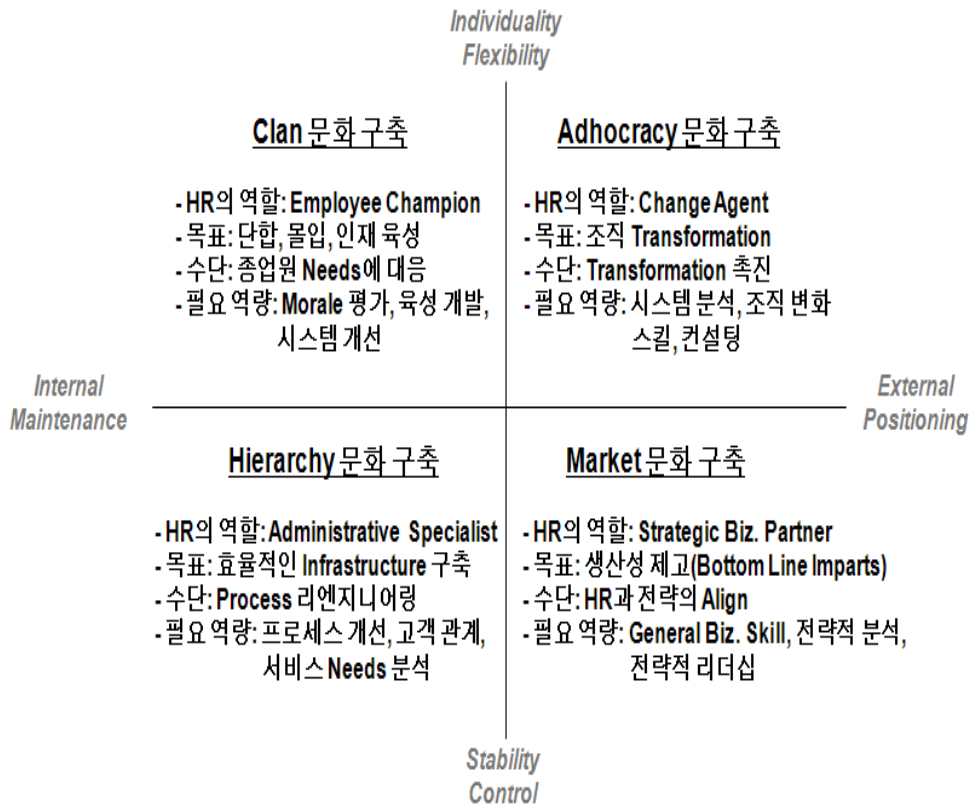 Individuality
Flexibility
Clan 문화 구축
- HR의 역할: Employee Champion
- 목표: 단합, 몰입, 인재 육성
- 수단: 종업원 Needs에 대응
- 필요 역량: Morale 평가, 육성 개발,
시스템 개선
Adhocracy 문화 구축
- HR의 역할: Change Agent
- 목표: 조직 Transformation
- 수단: Transformation 촉진
- 필요 역량: 시스템 분석, 조직 변화
스킬, 컨설팅
Internal
Maintenance
External
Positioning
Hierarchy 문화 구축
- HR의 역할: Administrative Specialist
- 목표: 효율적인 Infrastructure 구축
- 수단: Process 리엔지니어링
- 필요 역량: 프로세스 개선, 고객 관계,
서비스 Needs 분석
Market 문화 구축
- HR의 역할: Strategic Biz. Partner
- 목표: 생산성 제고(Bottom Line Imparts)
- 수단: HR과 전략의 Align
- 필요 역량: General Biz. Skill, 전략적 분석,
전략적 리더십
Stability
Control